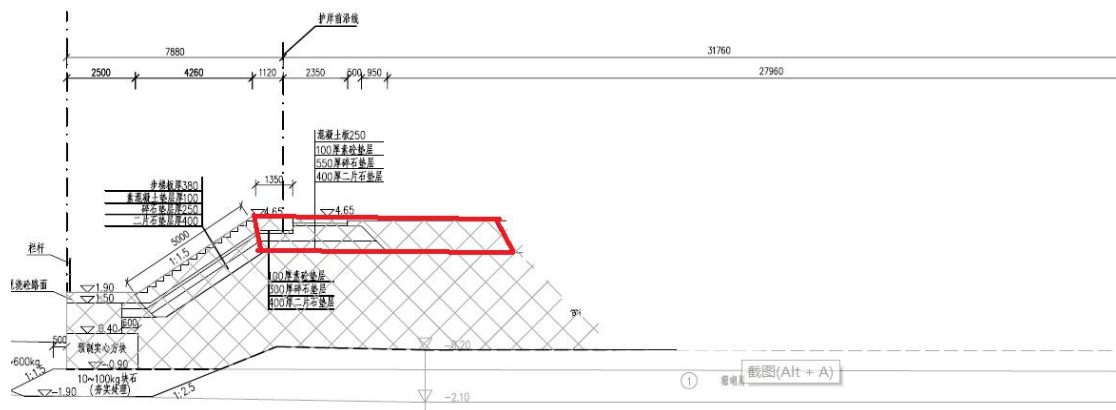 护岸前沿线
7880
31760
2500
4260
1120
2350
600
950
27960
混凝土板250
100厚素砼垫层
550厚碎石垫层
400厚二片石垫层
1350
步梯板厚380
素混凝土垫层厚100
碎石垫层厚250
二片石垫层厚400
4.65
4.65
5000
1:1.5
栏杆
现浇砼路面
1.90
1.50
100厚素砼垫层
300厚碎石垫层
400厚二片石垫层
600
0.40
500
预制实心方块
-0.20
~600kg
-0.90
1:1.5
10~100kg块石
(夯实处理)
1:2.5
-1.90
-2.10
①
截图(Alt + A)